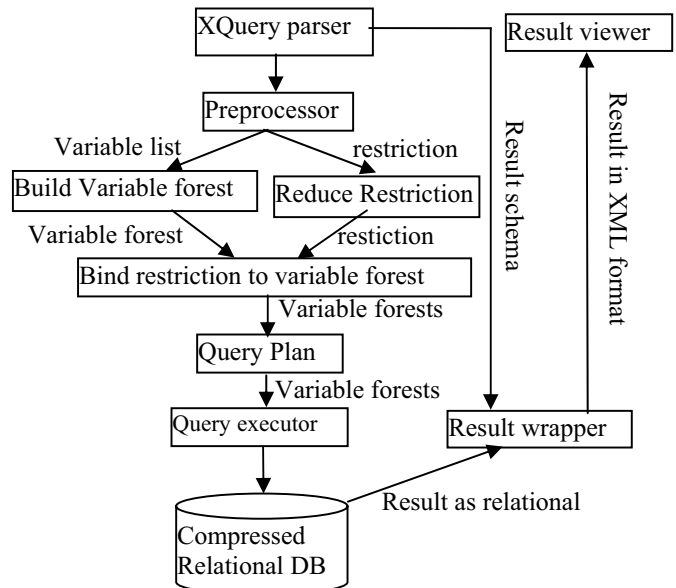 XQuery parser
Result viewer
Preprocessor
Variable list
restriction
Build Variable forest
Reduce Restriction
Variable forest
restiction
Bind restriction to variable forest
Variable forests
Query Plan
Variable forests
Query executor
Result wrapper
Result schema
Result in XML format
Result as relational
Compressed
Relational DB